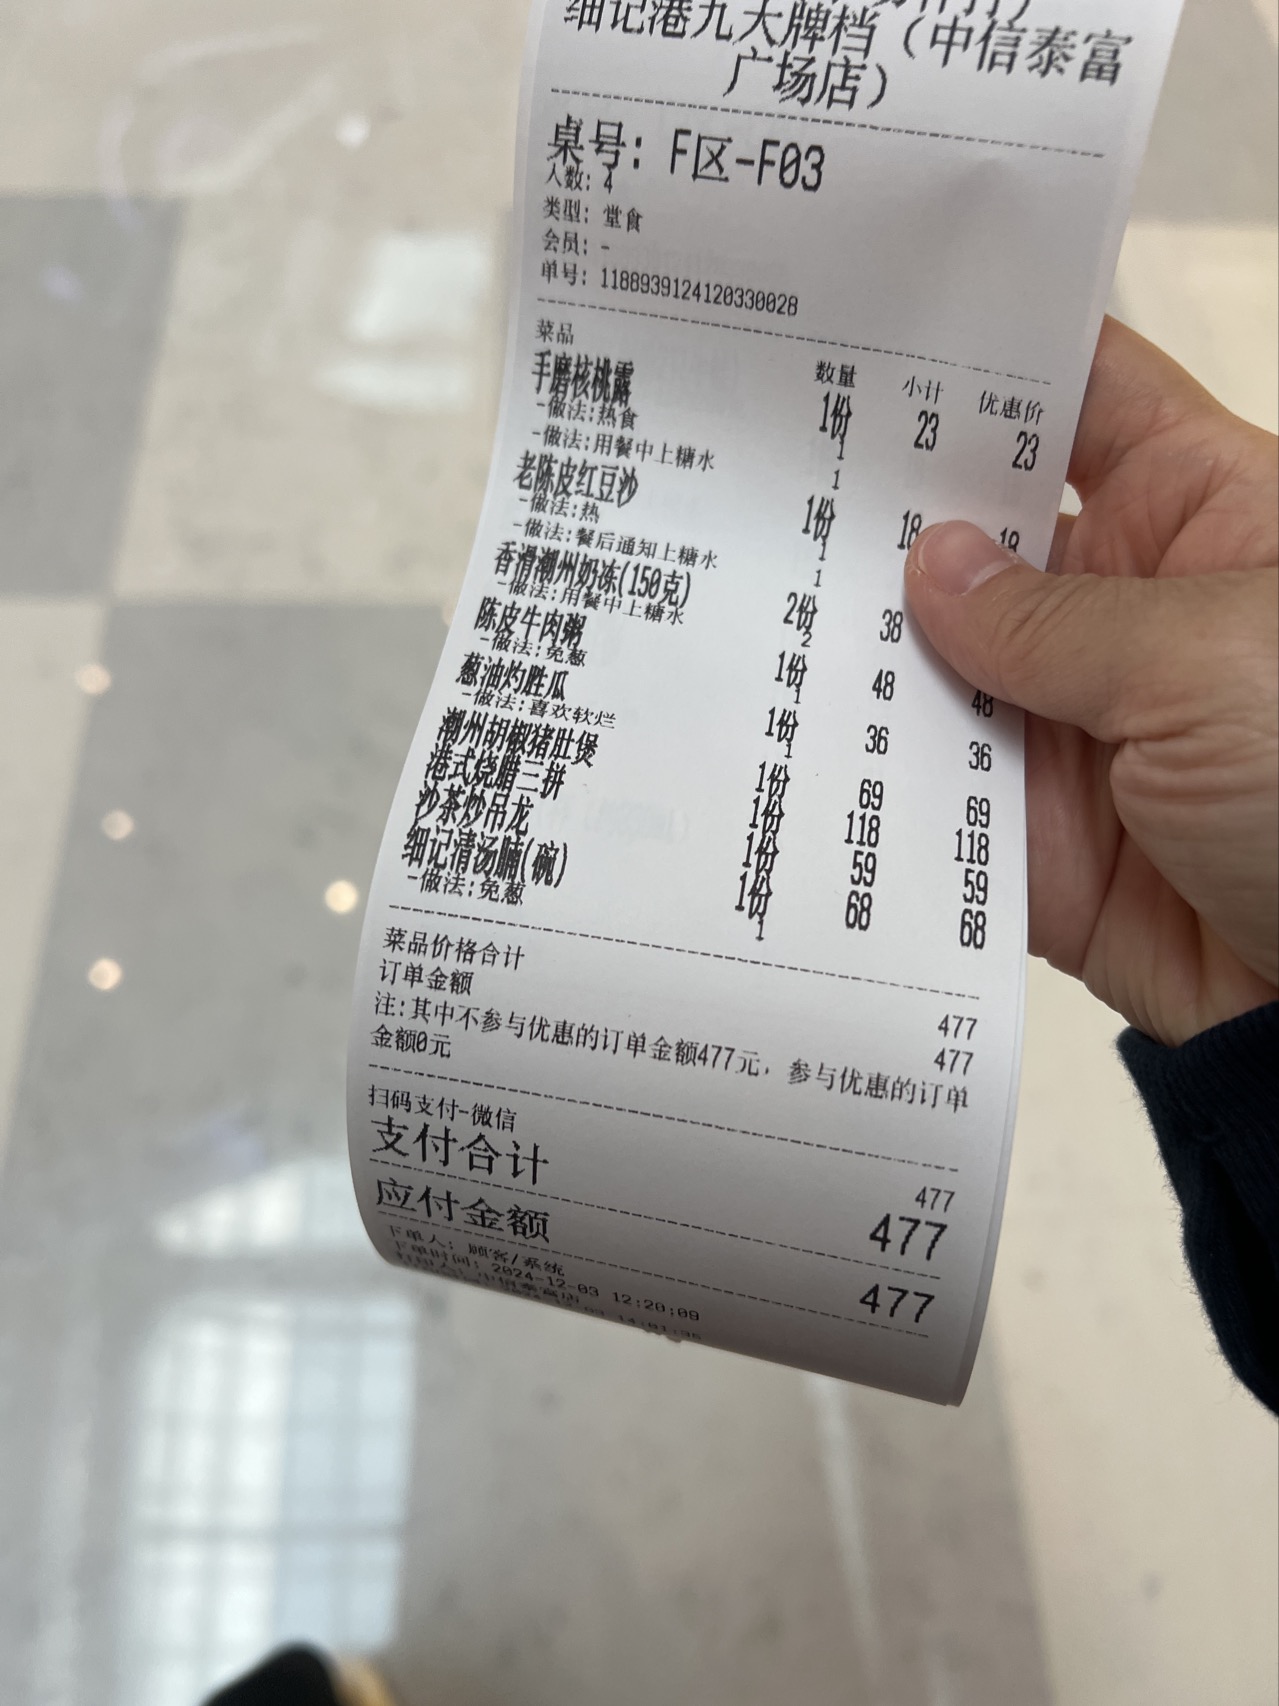 细记港九大牌档（中信泰富
广场店）
桌号: F区-F03
人数: 4
类型: 堂食
会员: -
单号: 1188939124120330028
菜品 数量 小计 优惠价
手磨核桃露 1份 23 23
-做法:热食 1
-做法:用餐中上糖水 1
老陈皮红豆沙 1份 18 18
-做法:热 1
-做法:餐后通知上糖水 1
香滑潮州奶冻(150克) 2份 38
-做法:用餐中上糖水 2
陈皮牛肉粥 1份 48 48
-做法:免葱 1
葱油灼胜瓜 1份 36 36
-做法:喜欢软烂 1
潮州胡椒猪肚煲 1份 69 69
港式烧腊三拼 1份 118 118
沙茶炒吊龙 1份 59 59
细记清汤腩(碗) 1份 68 68
-做法:免葱 1
菜品价格合计 477
订单金额 477
注:其中不参与优惠的订单金额477元，参与优惠的订单
金额0元
扫码支付-微信 477
支付合计 477
应付金额 477
下单人: 顾客/系统
下单时间: 2024-12-03 12:20:09